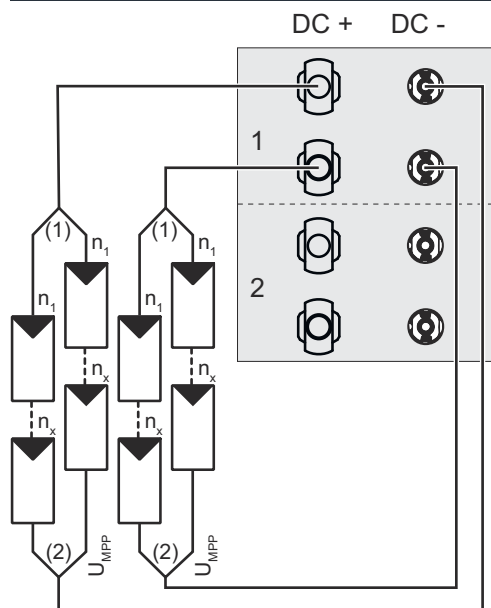 DC + DC -
1
2
(1) (1)
n1 n1
n1 n1
nx nx
nx nx
(2) (2)
UMPP UMPP